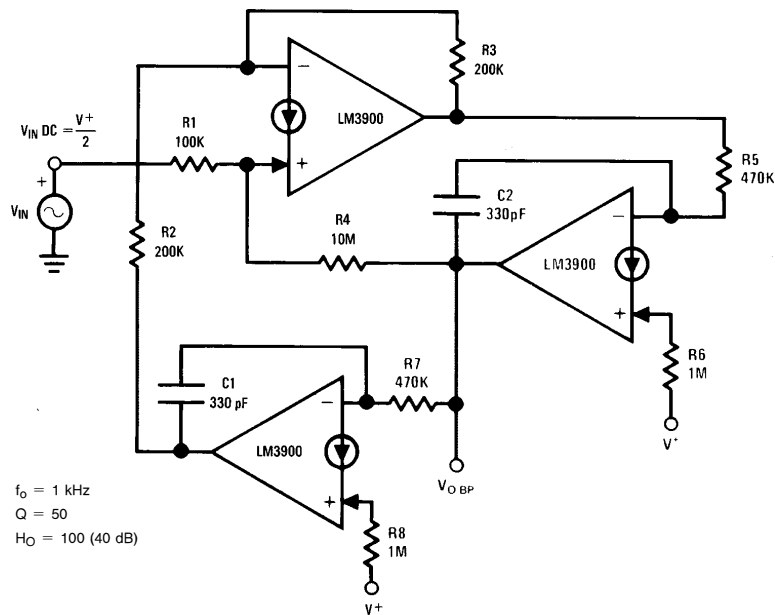 R3
200K
−
LM3900
+
V_IN DC = V⁺/2
R1
100K
+
V_IN
R2
200K
R4
10M
C2
330pF
R5
470K
−
LM3900
+
R6
1M
V⁺
C1
330 pF
R7
470K
−
LM3900
+
V_O BP
R8
1M
V⁺
f_o = 1 kHz
Q = 50
H_O = 100 (40 dB)